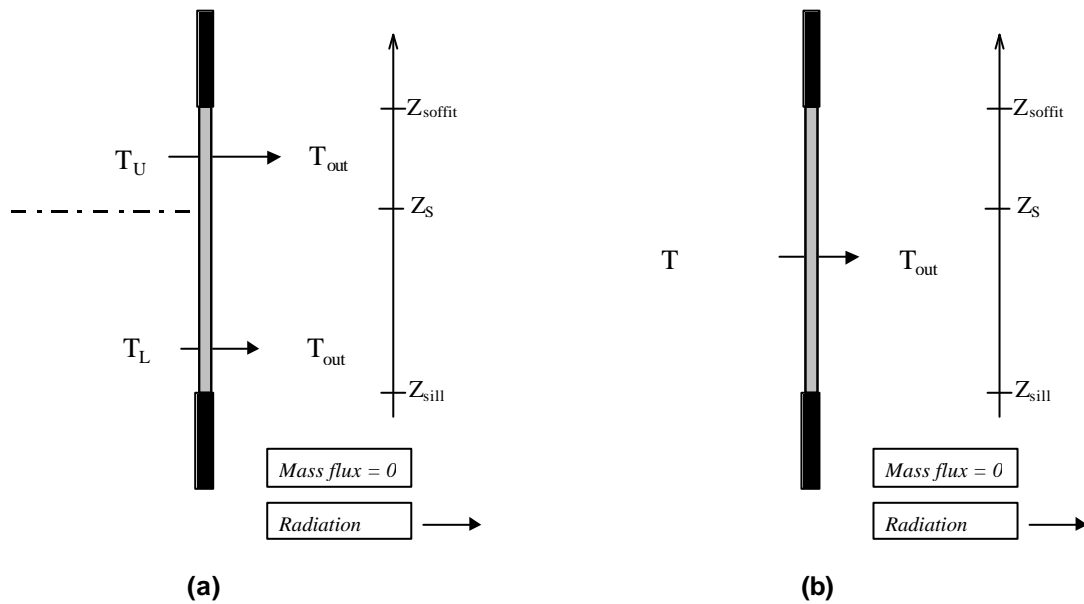 Z_soffit
T_U
T_out
Z_S
T_L
T_out
Z_sill
Mass flux = 0
Radiation
(a)
Z_soffit
Z_S
T
T_out
Z_sill
Mass flux = 0
Radiation
(b)